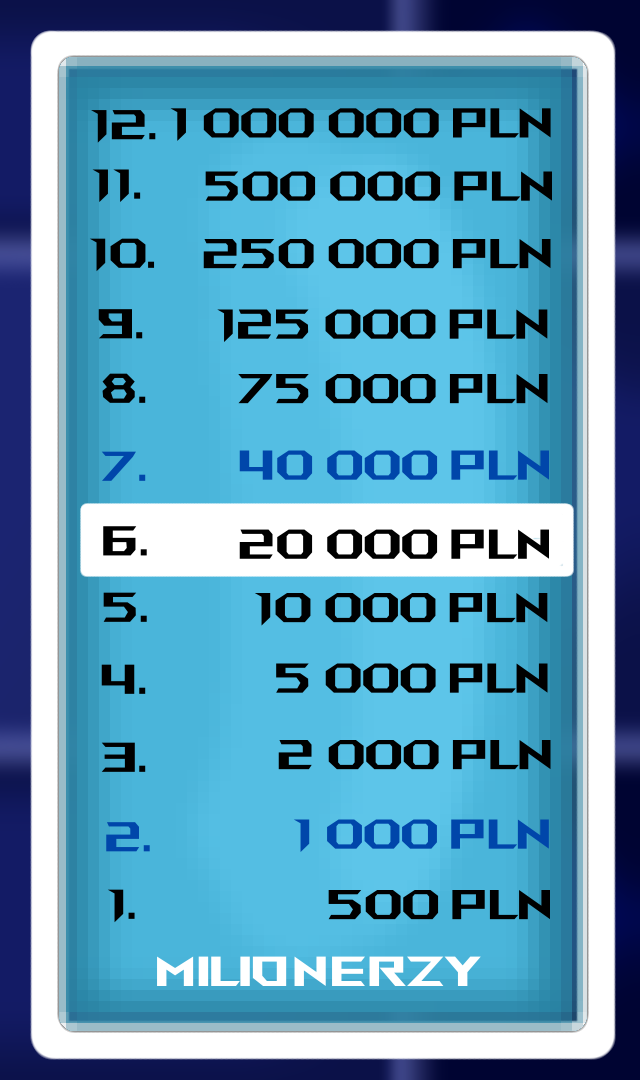 12. 1 000 000 PLN
11. 500 000 PLN
10. 250 000 PLN
9. 125 000 PLN
8. 75 000 PLN
7. 40 000 PLN
6. 20 000 PLN
5. 10 000 PLN
4. 5 000 PLN
3. 2 000 PLN
2. 1 000 PLN
1. 500 PLN
MILIONERZY